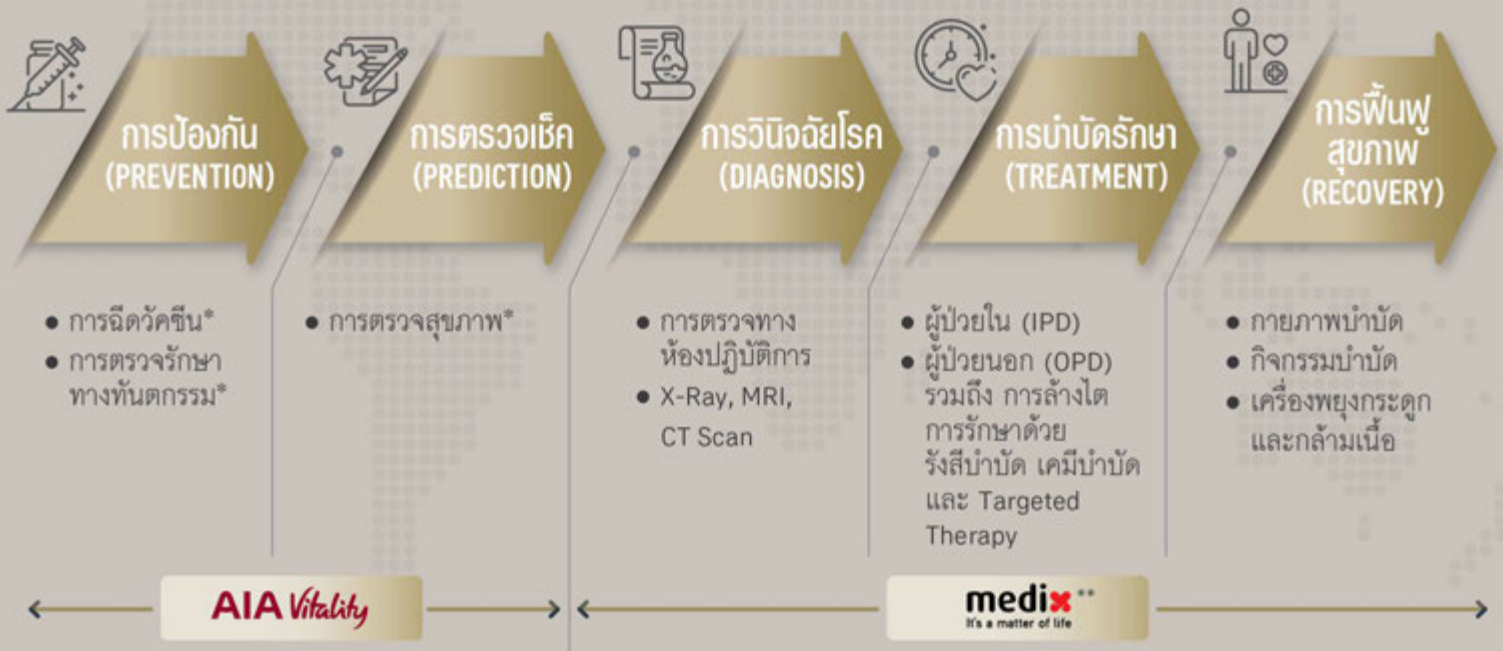 การป้องกัน
(PREVENTION)
การตรวจเช็ค
(PREDICTION)
การวินิจฉัยโรค
(DIAGNOSIS)
การบำบัดรักษา
(TREATMENT)
การฟื้นฟู
สุขภาพ
(RECOVERY)
• การฉีดวัคซีน*
• การตรวจรักษา
ทางทันตกรรม*
• การตรวจสุขภาพ*
• การตรวจทาง
ห้องปฏิบัติการ
• X-Ray, MRI,
CT Scan
• ผู้ป่วยใน (IPD)
• ผู้ป่วยนอก (OPD)
รวมถึง การล้างไต
การรักษาด้วย
รังสีบำบัด เคมีบำบัด
และ Targeted
Therapy
• กายภาพบำบัด
• กิจกรรมบำบัด
• เครื่องพยุงกระดูก
และกล้ามเนื้อ
AIA Vitality
medix**
It's a matter of life